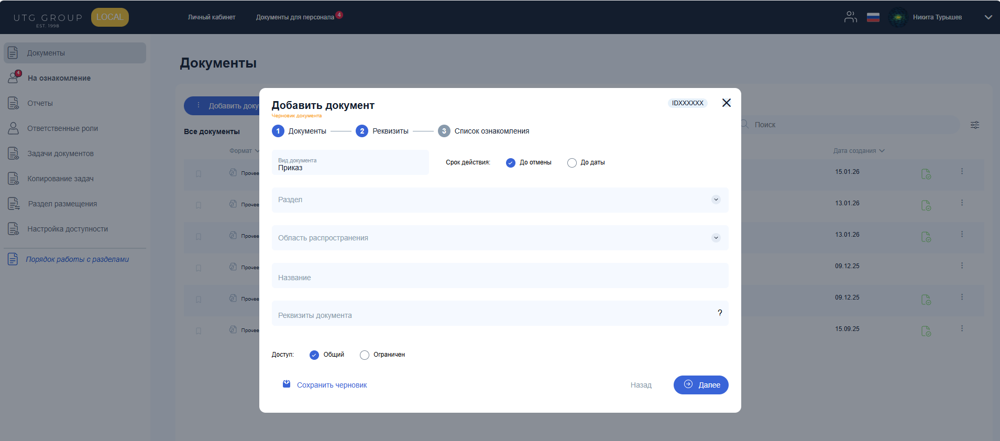 UTG GROUP
EST. 1998
LOCAL
Личный кабинет
Документы для персонала
4
Никита Турышев
Документы
4
На ознакомление
Отчеты
Ответственные роли
Задачи документов
Копирование задач
Раздел размещения
Настройка доступности
Порядок работы с разделами
Документы
Добавить доку
Все документы
Поиск
Формат
Дата создания
Прочее
15.01.26
Прочее
13.01.26
Прочее
13.01.26
Прочее
09.12.25
Прочее
09.12.25
Прочее
15.09.25
Добавить документ
IDXXXXXX
Черновик документа
1 Документы
2 Реквизиты
3 Список ознакомления
Вид документа
Приказ
Срок действия:
До отмены
До даты
Раздел
Область распространения
Название
Реквизиты документа
?
Доступ:
Общий
Ограничен
Сохранить черновик
Назад
Далее